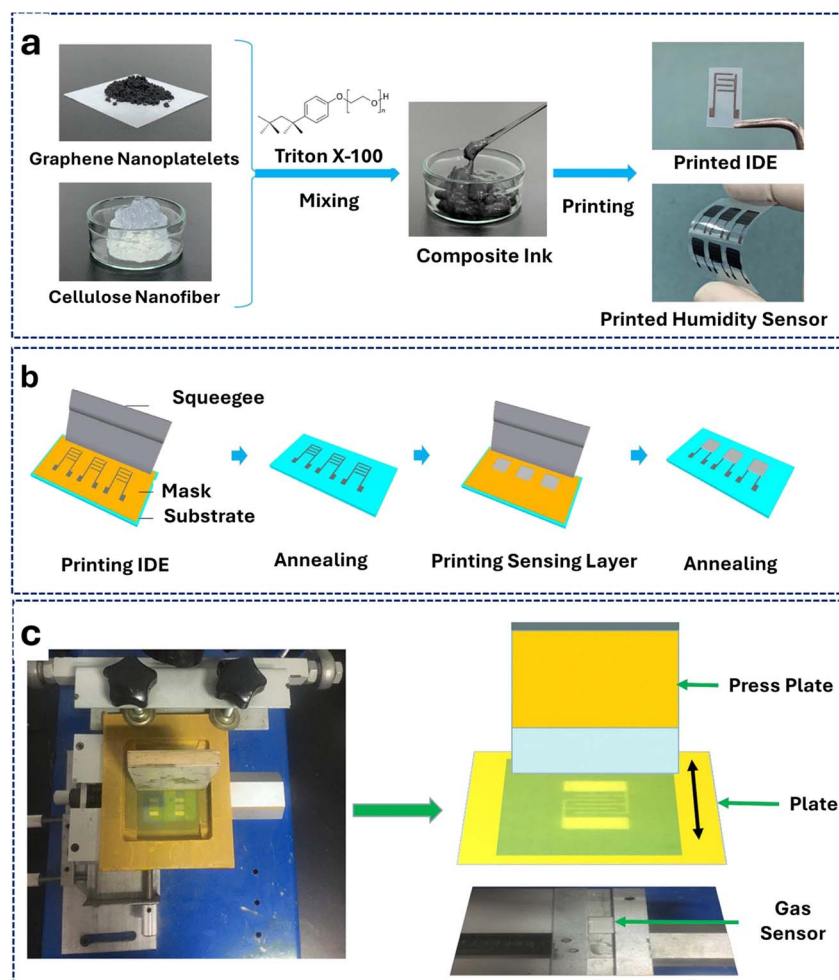 a
Graphene Nanoplatelets
Cellulose Nanofiber
O
O
H
n
Triton X-100
Mixing
Composite Ink
Printing
Printed IDE
Printed Humidity Sensor
b
Squeegee
Mask
Substrate
Printing IDE
Annealing
Printing Sensing Layer
Annealing
c
Press Plate
Plate
Gas
Sensor